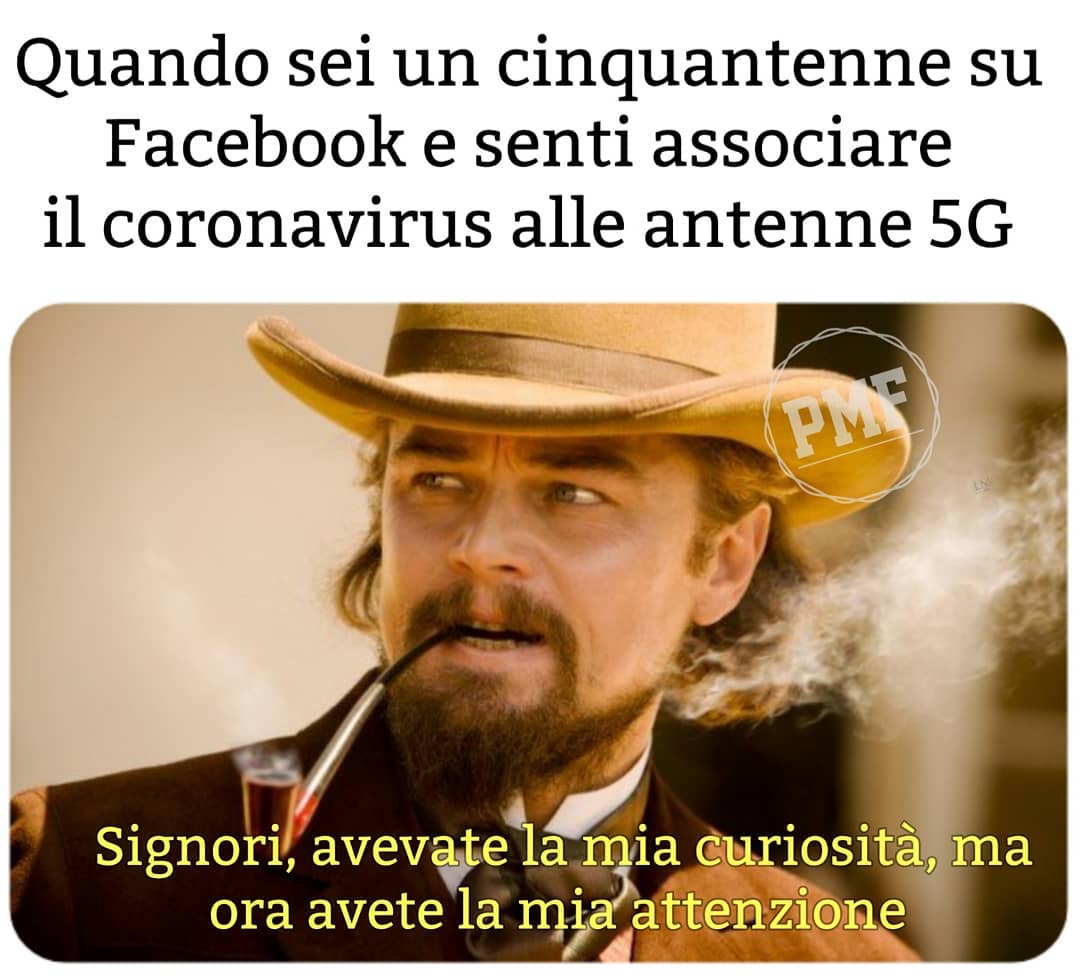 Quando sei un cinquantenne su
Facebook e senti associare
il coronavirus alle antenne 5G
PMF
Signori, avevate la mia curiosità, ma
ora avete la mia attenzione